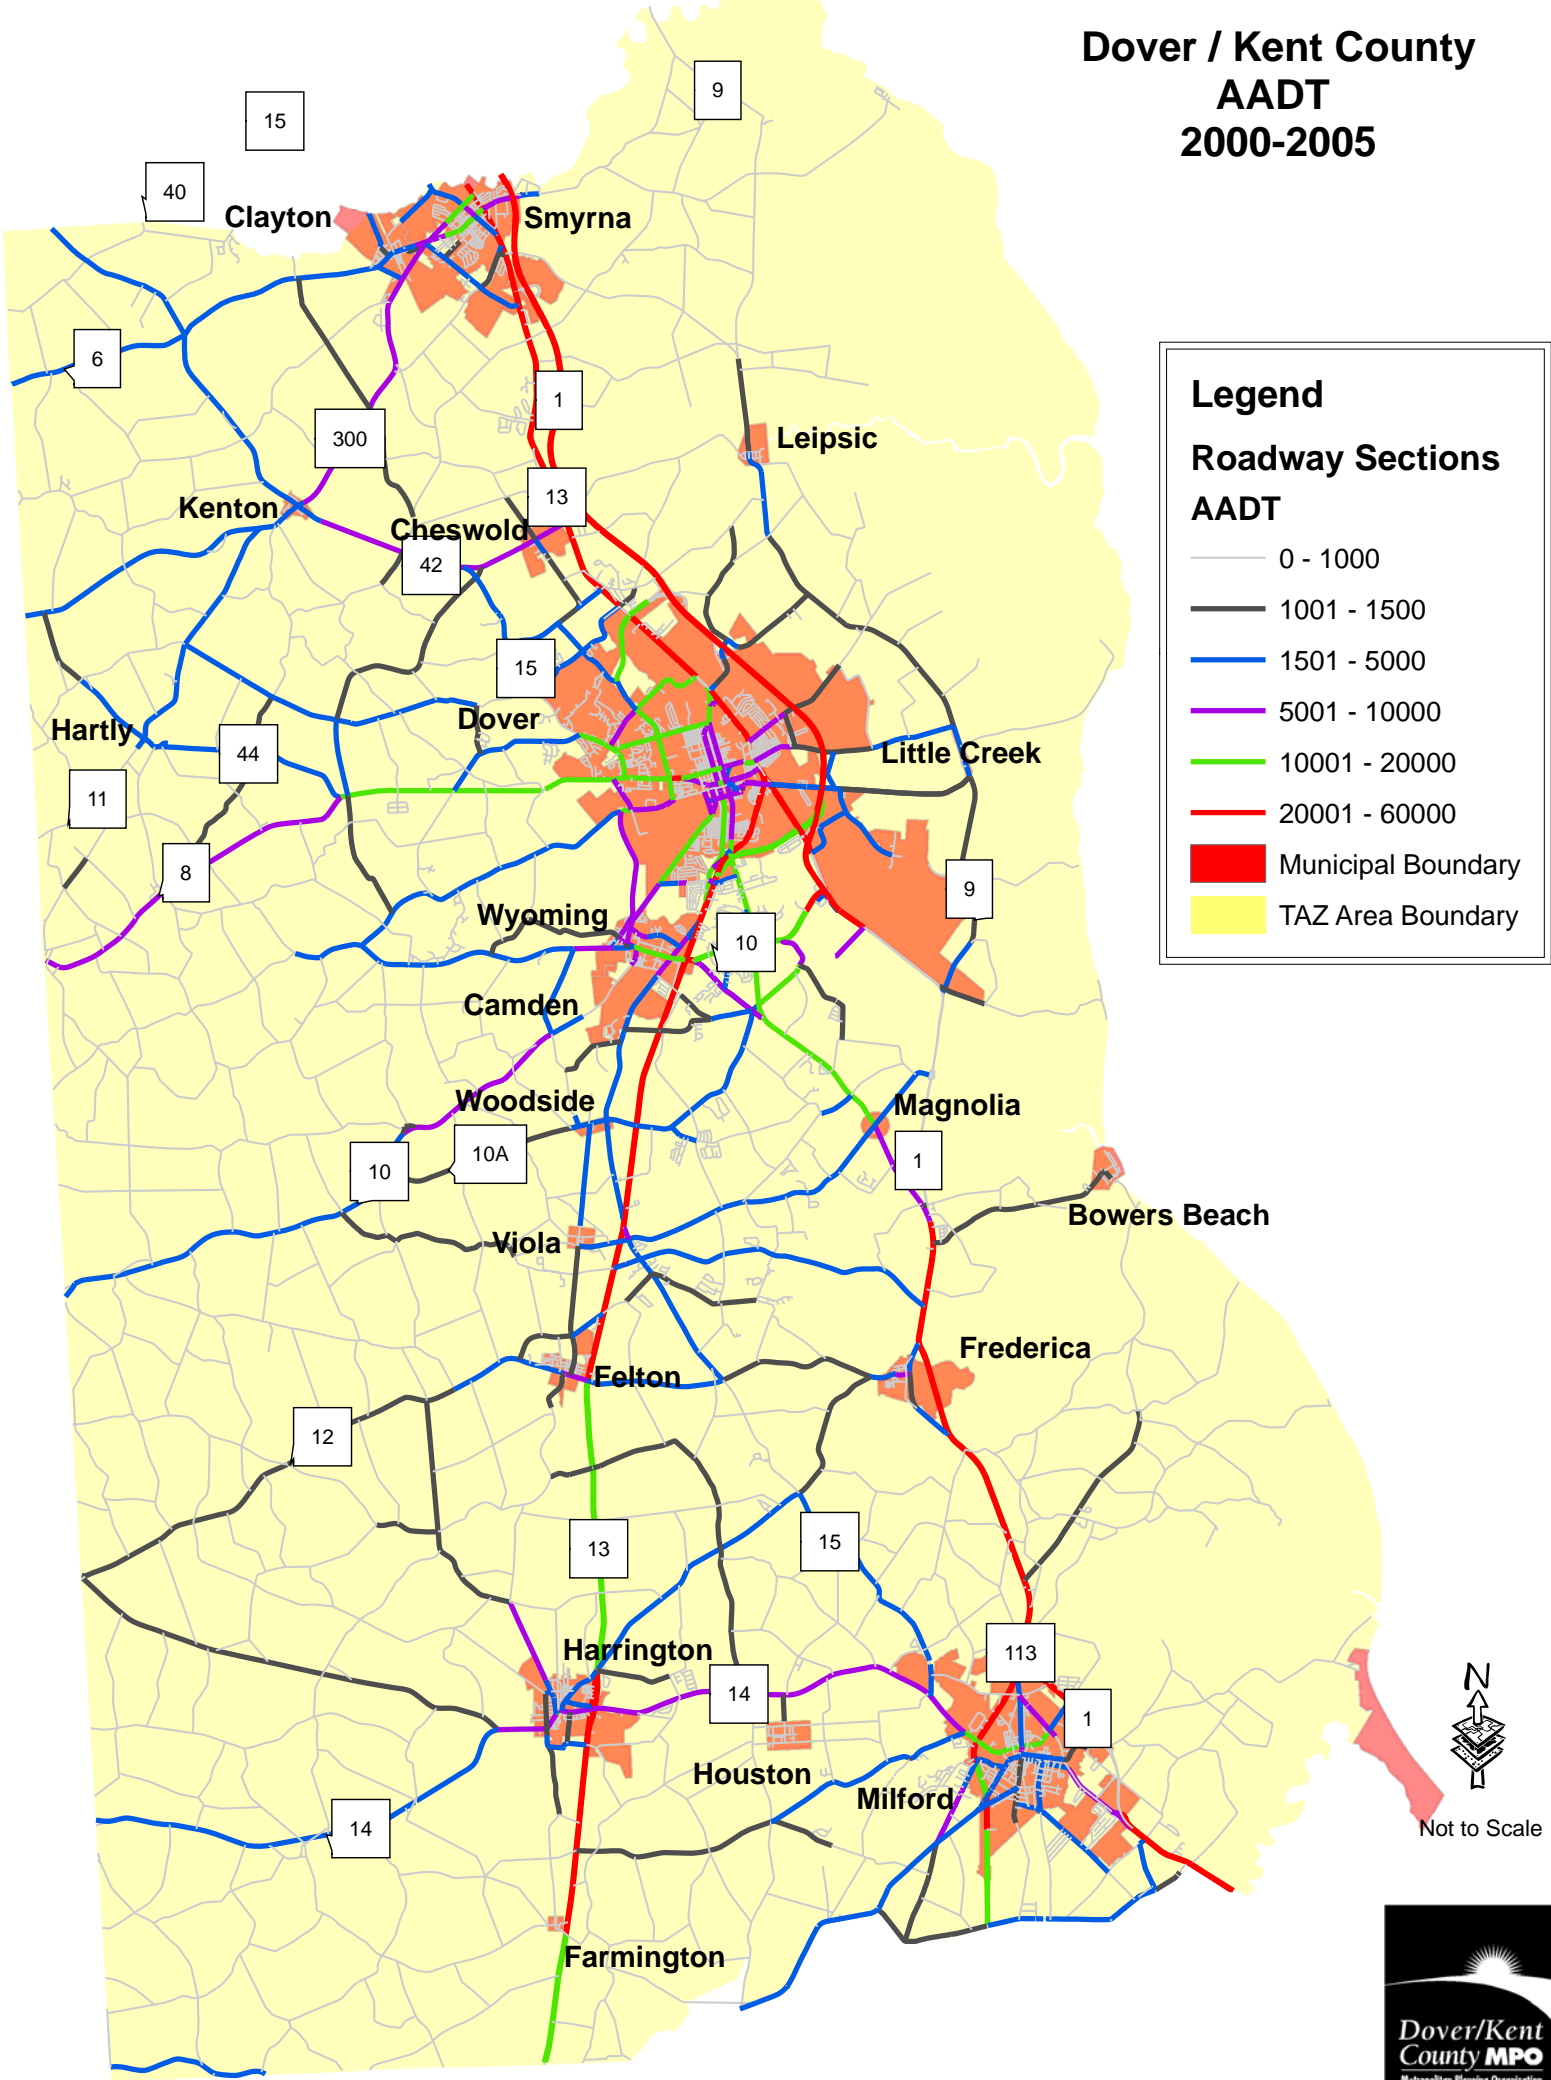 Dover / Kent County
AADT
2000-2005
9
15
40
Clayton
Smyrna
6
1
300
Leipsic
13
Kenton
Cheswold
42
15
Dover
Hartly
44
Little Creek
11
8
9
Wyoming
10
Camden
Woodside
Magnolia
10A
10
1
Bowers Beach
Viola
Frederica
Felton
12
13
15
Harrington
113
14
1
Houston
Milford
14
Farmington
Legend
Roadway Sections
AADT
0 - 1000
1001 - 1500
1501 - 5000
5001 - 10000
10001 - 20000
20001 - 60000
Municipal Boundary
TAZ Area Boundary
N
Not to Scale
Dover/Kent
County MPO
Metropolitan Planning Organization